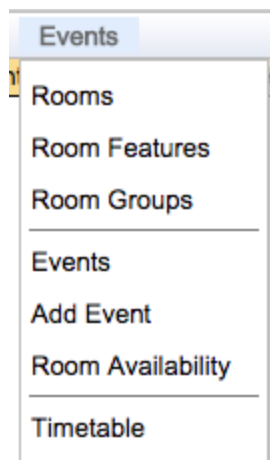 Events
Rooms
Room Features
Room Groups
Events
Add Event
Room Availability
Timetable